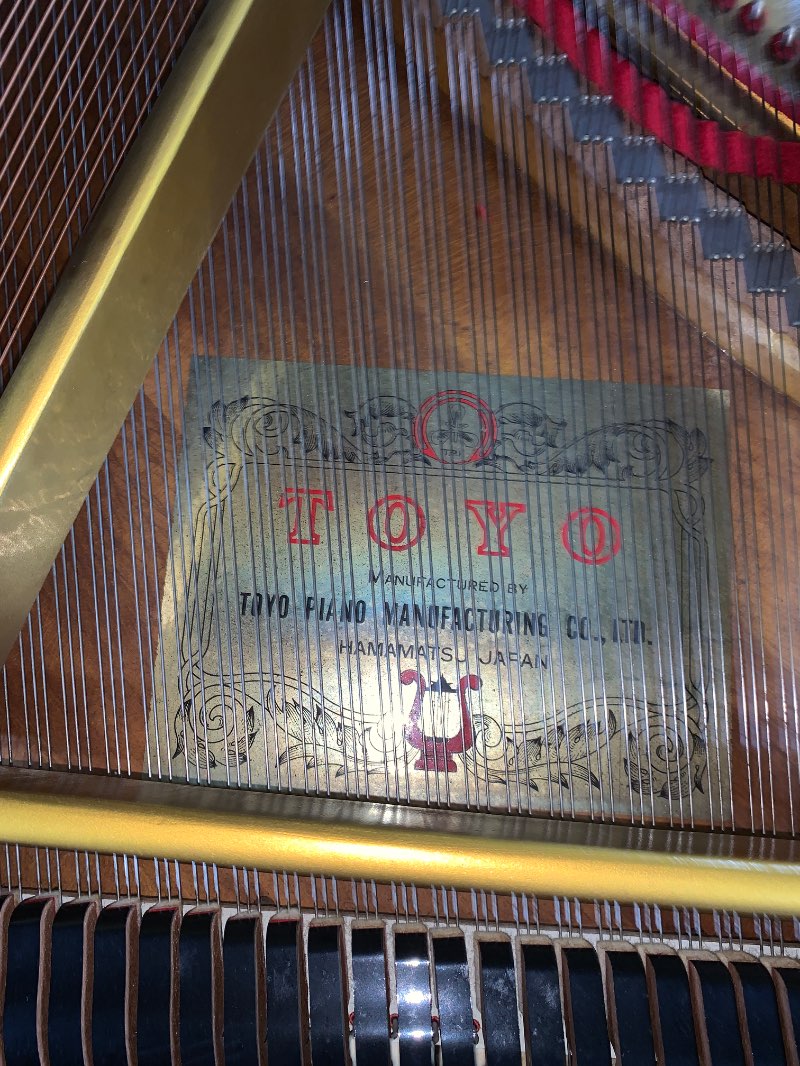 TOYO
MANUFACTURED BY
TOYO PIANO MANUFACTURING CO., LTD.
HAMAMATSU JAPAN